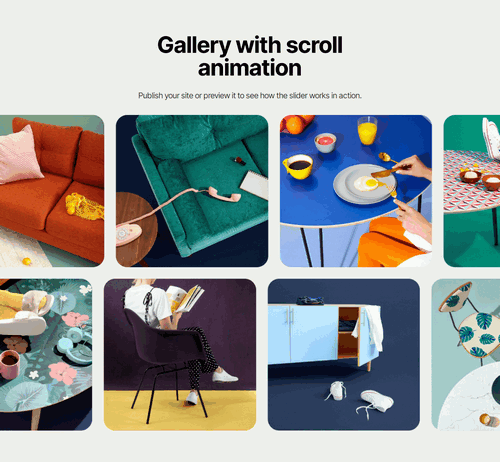 Gallery with scroll
animation
Publish your site or preview it to see how the slider works in action.